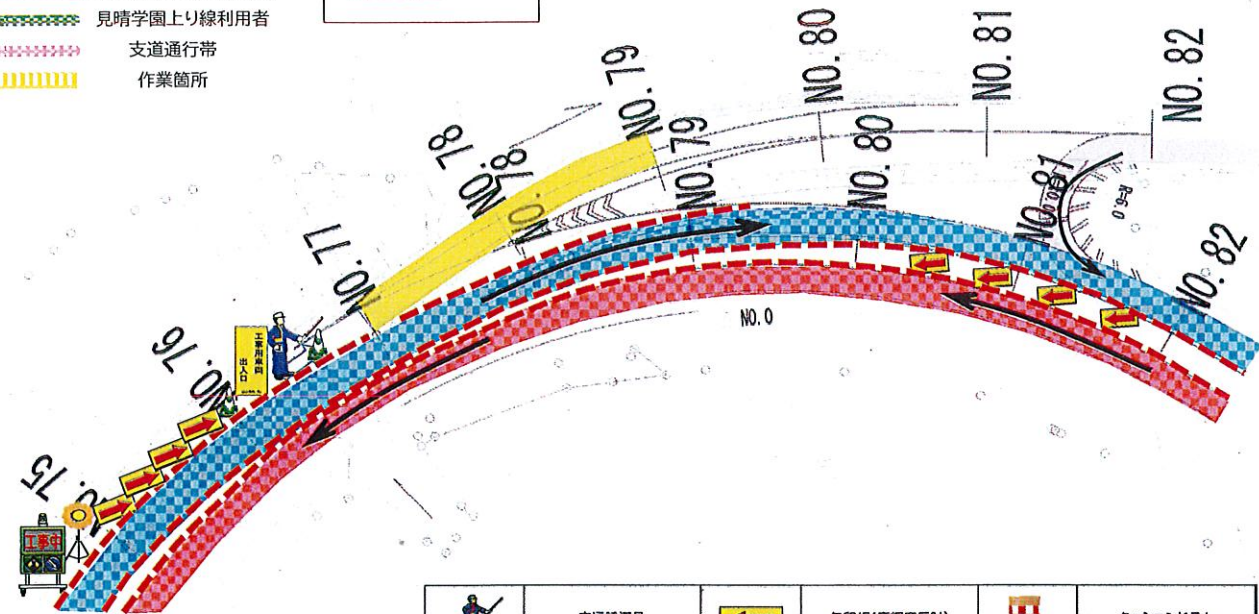 見晴学園上り線利用者
支道通行帯
作業箇所
NO. 80
NO. 81
NO. 82
NO. 79
NO. 79
NO. 80
NO. 78
NO. 78
NO. 81
R=6.0
NO. 77
NO. 82
NO. 0
NO. 76
工事用車両
出入口
NO. 75
工事中